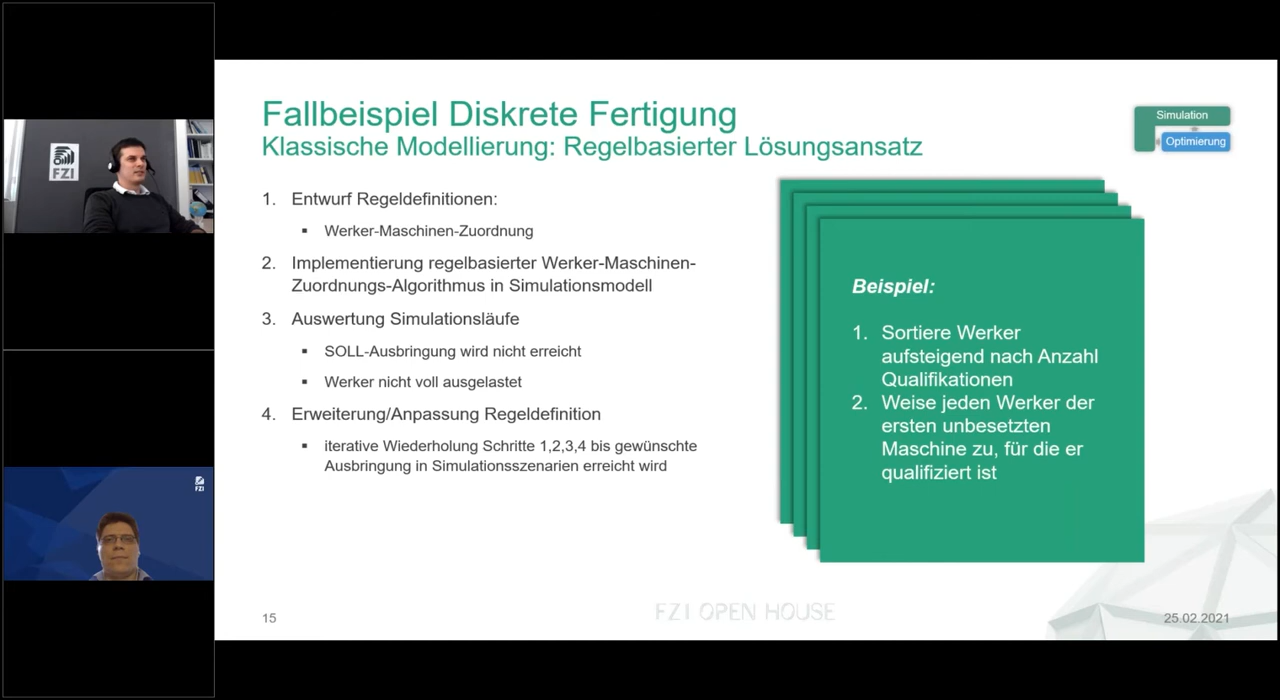 FZI
FZI
Fallbeispiel Diskrete Fertigung
Klassische Modellierung: Regelbasierter Lösungsansatz
Simulation
Optimierung
1. Entwurf Regeldefinitionen:
▪ Werker-Maschinen-Zuordnung
2. Implementierung regelbasierter Werker-Maschinen-
Zuordnungs-Algorithmus in Simulationsmodell
3. Auswertung Simulationsläufe
▪ SOLL-Ausbringung wird nicht erreicht
▪ Werker nicht voll ausgelastet
4. Erweiterung/Anpassung Regeldefinition
▪ iterative Wiederholung Schritte 1,2,3,4 bis gewünschte
Ausbringung in Simulationsszenarien erreicht wird
Beispiel:
1. Sortiere Werker
aufsteigend nach Anzahl
Qualifikationen
2. Weise jeden Werker der
ersten unbesetzten
Maschine zu, für die er
qualifiziert ist
15
FZI OPEN HOUSE
25.02.2021